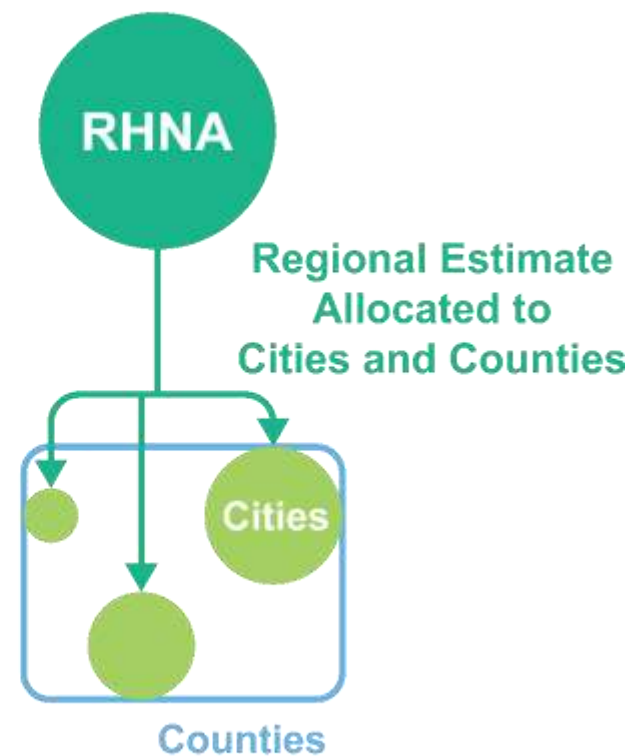 RHNA
Regional Estimate
Allocated to
Cities and Counties
Cities
Counties